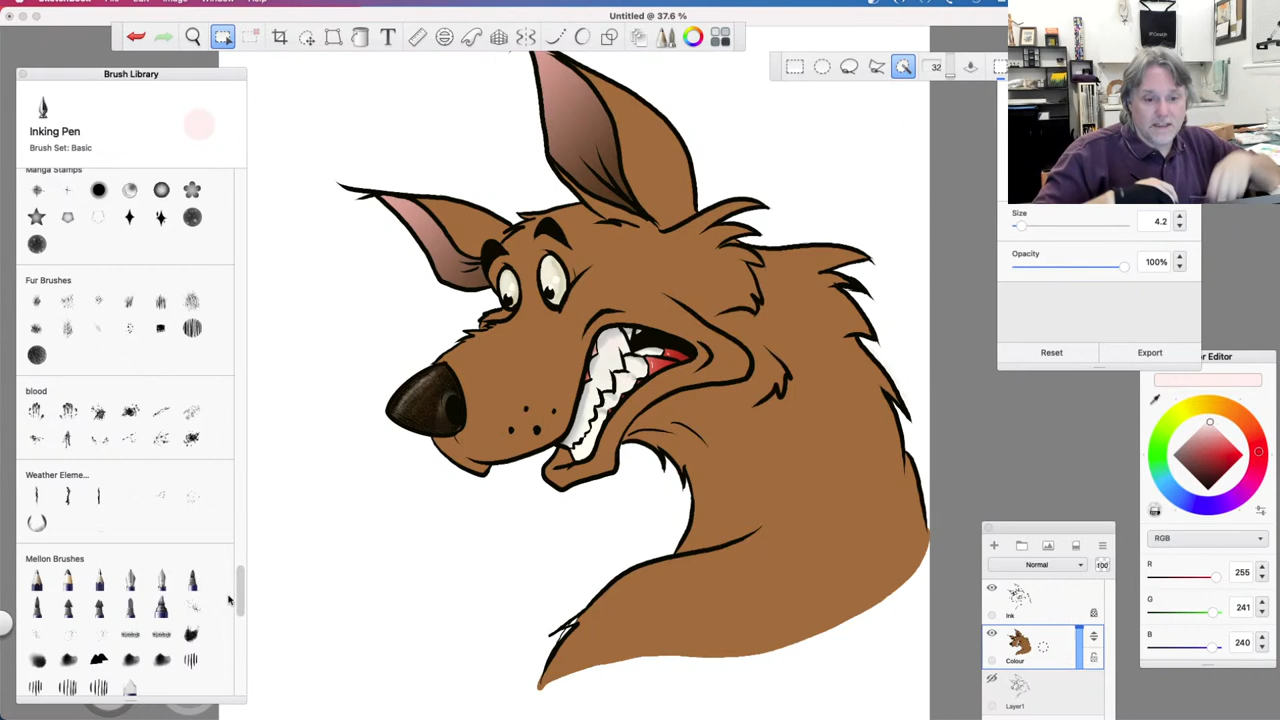 Untitled @ 37.6 %
T
32
Brush Library
Inking Pen
Brush Set: Basic
Manga Stamps
Fur Brushes
blood
Weather Eleme...
Mellon Brushes
Size
4.2
Opacity
100%
Reset
Export
or Editor
RGB
R
255
G
241
B
240
Normal
100
Ink
Colour
Layer1